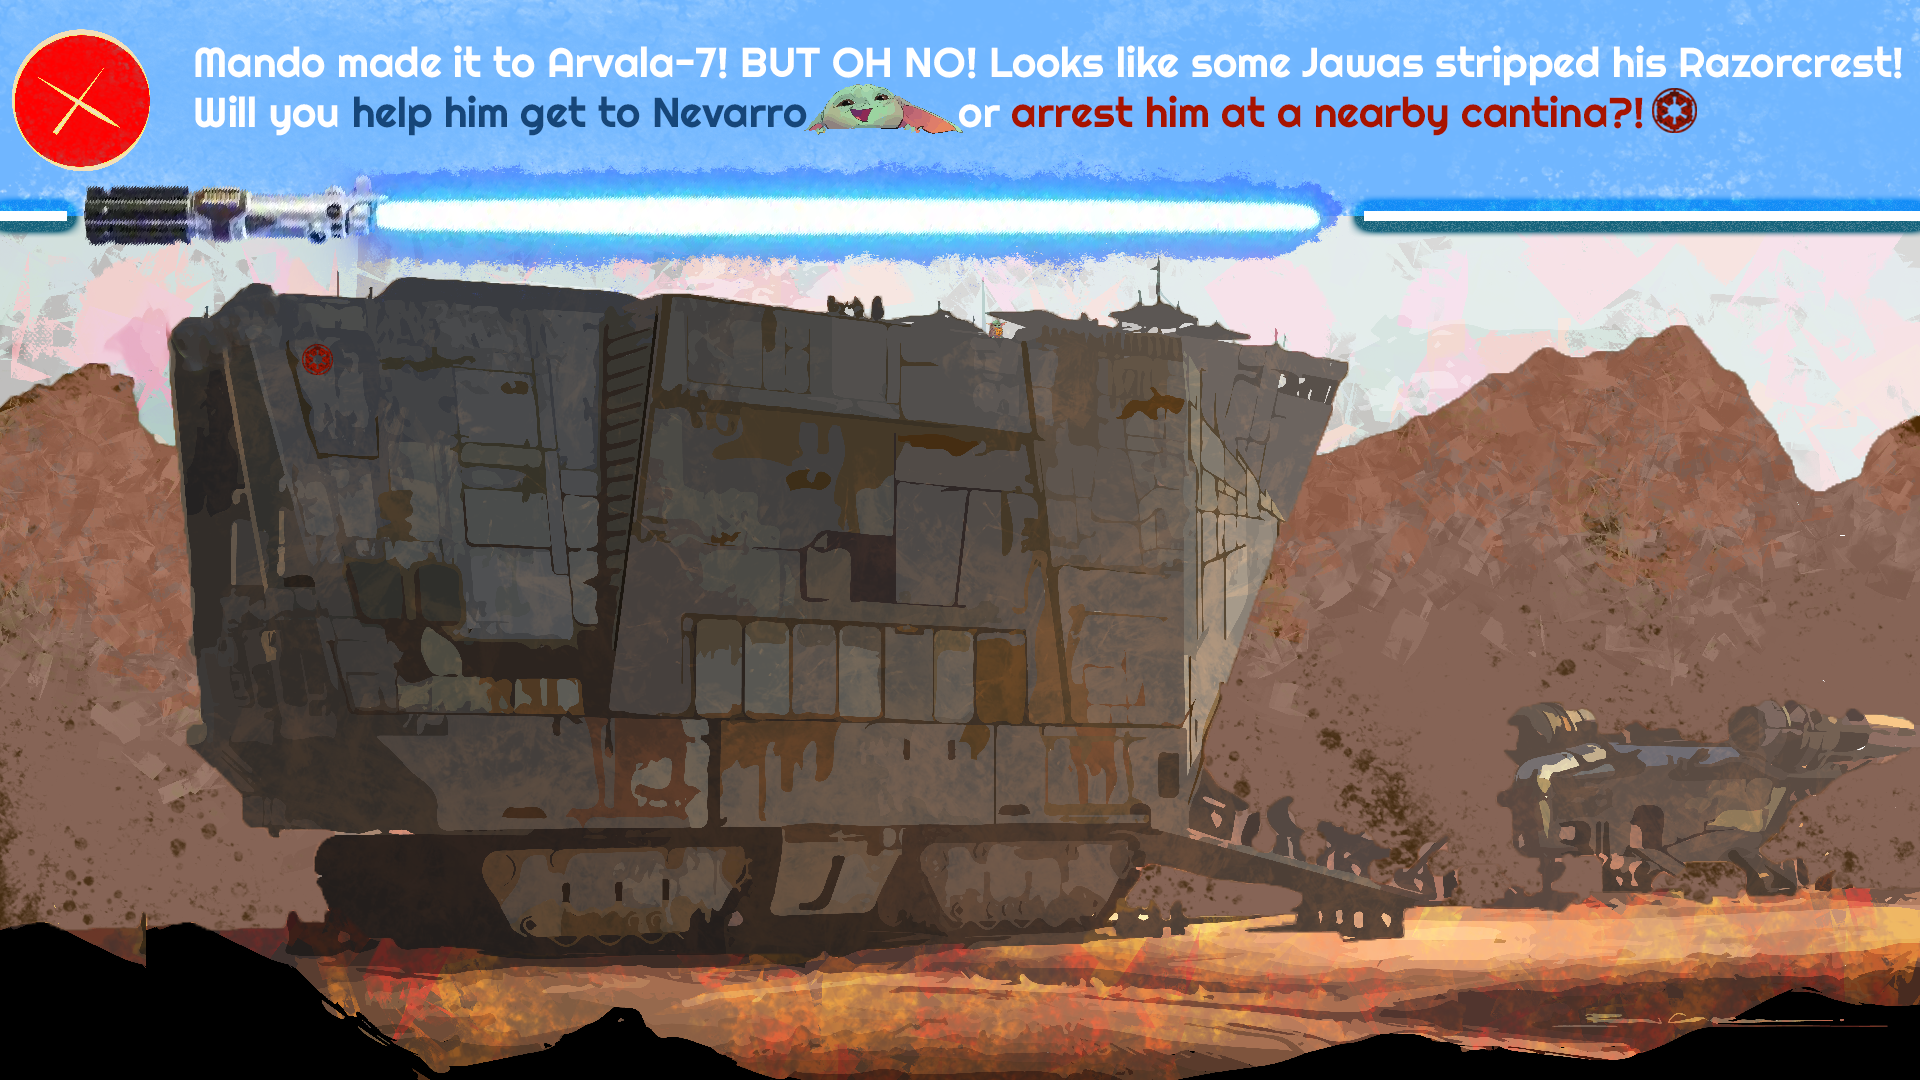 Mando made it to Arvala-7! BUT OH NO! Looks like some Jawas stripped his Razorcrest!
Will you help him get to Nevarro or arrest him at a nearby cantina?!